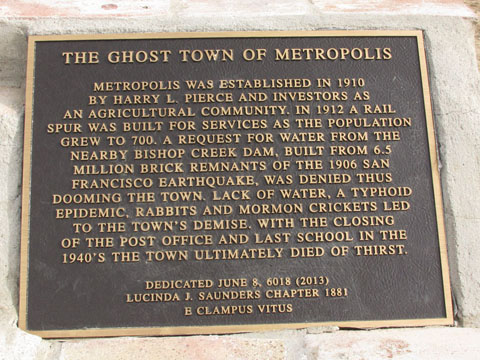 THE GHOST TOWN OF METROPOLIS
METROPOLIS WAS ESTABLISHED IN 1910
BY HARRY L. PIERCE AND INVESTORS AS
AN AGRICULTURAL COMMUNITY. IN 1912 A RAIL
SPUR WAS BUILT FOR SERVICES AS THE POPULATION
GREW TO 700. A REQUEST FOR WATER FROM THE
NEARBY BISHOP CREEK DAM, BUILT FROM 6.5
MILLION BRICK REMNANTS OF THE 1906 SAN
FRANCISCO EARTHQUAKE, WAS DENIED THUS
DOOMING THE TOWN. LACK OF WATER, A TYPHOID
EPIDEMIC, RABBITS AND MORMON CRICKETS LED
TO THE TOWN'S DEMISE. WITH THE CLOSING
OF THE POST OFFICE AND LAST SCHOOL IN THE
1940'S THE TOWN ULTIMATELY DIED OF THIRST.
DEDICATED JUNE 8, 6018 (2013)
LUCINDA J. SAUNDERS CHAPTER 1881
E CLAMPUS VITUS